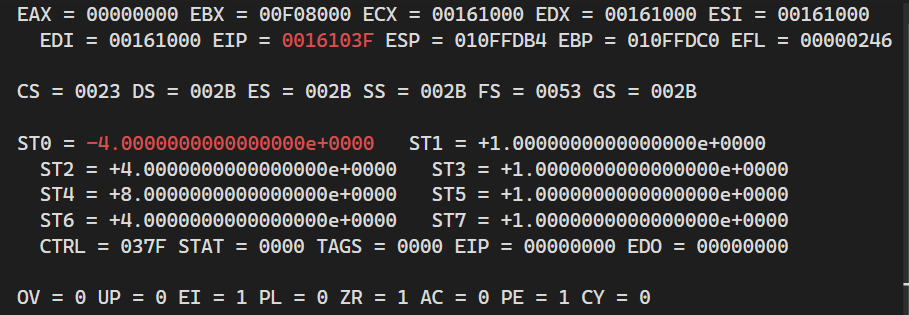 EAX = 00000000 EBX = 00F08000 ECX = 00161000 EDX = 00161000 ESI = 00161000
EDI = 00161000 EIP = 0016103F ESP = 010FFDB4 EBP = 010FFDC0 EFL = 00000246
CS = 0023 DS = 002B ES = 002B SS = 002B FS = 0053 GS = 002B
ST0 = -4.0000000000000000e+0000 ST1 = +1.0000000000000000e+0000
ST2 = +4.0000000000000000e+0000 ST3 = +1.0000000000000000e+0000
ST4 = +8.0000000000000000e+0000 ST5 = +1.0000000000000000e+0000
ST6 = +4.0000000000000000e+0000 ST7 = +1.0000000000000000e+0000
CTRL = 037F STAT = 0000 TAGS = 0000 EIP = 00000000 EDO = 00000000
OV = 0 UP = 0 EI = 1 PL = 0 ZR = 1 AC = 0 PE = 1 CY = 0